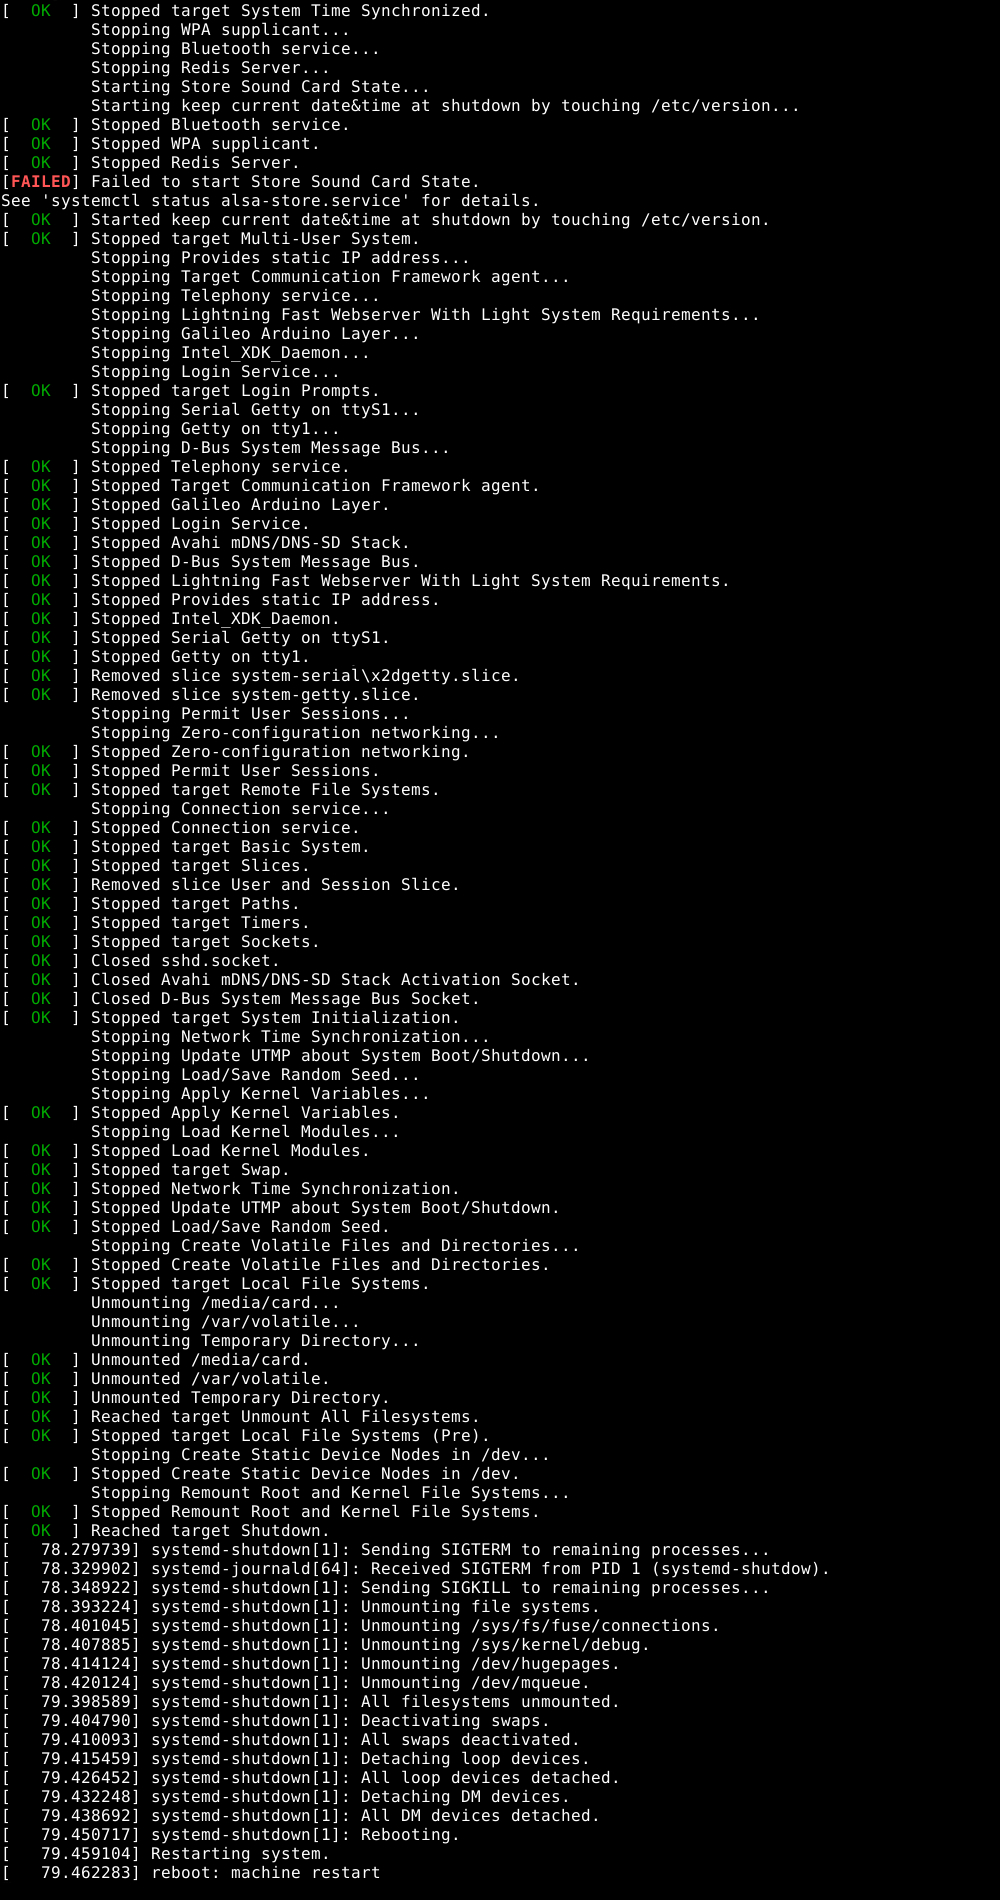 [  OK  ] Stopped target System Time Synchronized.
         Stopping WPA supplicant...
         Stopping Bluetooth service...
         Stopping Redis Server...
         Starting Store Sound Card State...
         Starting keep current date&time at shutdown by touching /etc/version...
[  OK  ] Stopped Bluetooth service.
[  OK  ] Stopped WPA supplicant.
[  OK  ] Stopped Redis Server.
[FAILED] Failed to start Store Sound Card State.
See 'systemctl status alsa-store.service' for details.
[  OK  ] Started keep current date&time at shutdown by touching /etc/version.
[  OK  ] Stopped target Multi-User System.
         Stopping Provides static IP address...
         Stopping Target Communication Framework agent...
         Stopping Telephony service...
         Stopping Lightning Fast Webserver With Light System Requirements...
         Stopping Galileo Arduino Layer...
         Stopping Intel_XDK_Daemon...
         Stopping Login Service...
[  OK  ] Stopped target Login Prompts.
         Stopping Serial Getty on ttyS1...
         Stopping Getty on tty1...
         Stopping D-Bus System Message Bus...
[  OK  ] Stopped Telephony service.
[  OK  ] Stopped Target Communication Framework agent.
[  OK  ] Stopped Galileo Arduino Layer.
[  OK  ] Stopped Login Service.
[  OK  ] Stopped Avahi mDNS/DNS-SD Stack.
[  OK  ] Stopped D-Bus System Message Bus.
[  OK  ] Stopped Lightning Fast Webserver With Light System Requirements.
[  OK  ] Stopped Provides static IP address.
[  OK  ] Stopped Intel_XDK_Daemon.
[  OK  ] Stopped Serial Getty on ttyS1.
[  OK  ] Stopped Getty on tty1.
[  OK  ] Removed slice system-serial\x2dgetty.slice.
[  OK  ] Removed slice system-getty.slice.
         Stopping Permit User Sessions...
         Stopping Zero-configuration networking...
[  OK  ] Stopped Zero-configuration networking.
[  OK  ] Stopped Permit User Sessions.
[  OK  ] Stopped target Remote File Systems.
         Stopping Connection service...
[  OK  ] Stopped Connection service.
[  OK  ] Stopped target Basic System.
[  OK  ] Stopped target Slices.
[  OK  ] Removed slice User and Session Slice.
[  OK  ] Stopped target Paths.
[  OK  ] Stopped target Timers.
[  OK  ] Stopped target Sockets.
[  OK  ] Closed sshd.socket.
[  OK  ] Closed Avahi mDNS/DNS-SD Stack Activation Socket.
[  OK  ] Closed D-Bus System Message Bus Socket.
[  OK  ] Stopped target System Initialization.
         Stopping Network Time Synchronization...
         Stopping Update UTMP about System Boot/Shutdown...
         Stopping Load/Save Random Seed...
         Stopping Apply Kernel Variables...
[  OK  ] Stopped Apply Kernel Variables.
         Stopping Load Kernel Modules...
[  OK  ] Stopped Load Kernel Modules.
[  OK  ] Stopped target Swap.
[  OK  ] Stopped Network Time Synchronization.
[  OK  ] Stopped Update UTMP about System Boot/Shutdown.
[  OK  ] Stopped Load/Save Random Seed.
         Stopping Create Volatile Files and Directories...
[  OK  ] Stopped Create Volatile Files and Directories.
[  OK  ] Stopped target Local File Systems.
         Unmounting /media/card...
         Unmounting /var/volatile...
         Unmounting Temporary Directory...
[  OK  ] Unmounted /media/card.
[  OK  ] Unmounted /var/volatile.
[  OK  ] Unmounted Temporary Directory.
[  OK  ] Reached target Unmount All Filesystems.
[  OK  ] Stopped target Local File Systems (Pre).
         Stopping Create Static Device Nodes in /dev...
[  OK  ] Stopped Create Static Device Nodes in /dev.
         Stopping Remount Root and Kernel File Systems...
[  OK  ] Stopped Remount Root and Kernel File Systems.
[  OK  ] Reached target Shutdown.
[   78.279739] systemd-shutdown[1]: Sending SIGTERM to remaining processes...
[   78.329902] systemd-journald[64]: Received SIGTERM from PID 1 (systemd-shutdow).
[   78.348922] systemd-shutdown[1]: Sending SIGKILL to remaining processes...
[   78.393224] systemd-shutdown[1]: Unmounting file systems.
[   78.401045] systemd-shutdown[1]: Unmounting /sys/fs/fuse/connections.
[   78.407885] systemd-shutdown[1]: Unmounting /sys/kernel/debug.
[   78.414124] systemd-shutdown[1]: Unmounting /dev/hugepages.
[   78.420124] systemd-shutdown[1]: Unmounting /dev/mqueue.
[   79.398589] systemd-shutdown[1]: All filesystems unmounted.
[   79.404790] systemd-shutdown[1]: Deactivating swaps.
[   79.410093] systemd-shutdown[1]: All swaps deactivated.
[   79.415459] systemd-shutdown[1]: Detaching loop devices.
[   79.426452] systemd-shutdown[1]: All loop devices detached.
[   79.432248] systemd-shutdown[1]: Detaching DM devices.
[   79.438692] systemd-shutdown[1]: All DM devices detached.
[   79.450717] systemd-shutdown[1]: Rebooting.
[   79.459104] Restarting system.
[   79.462283] reboot: machine restart